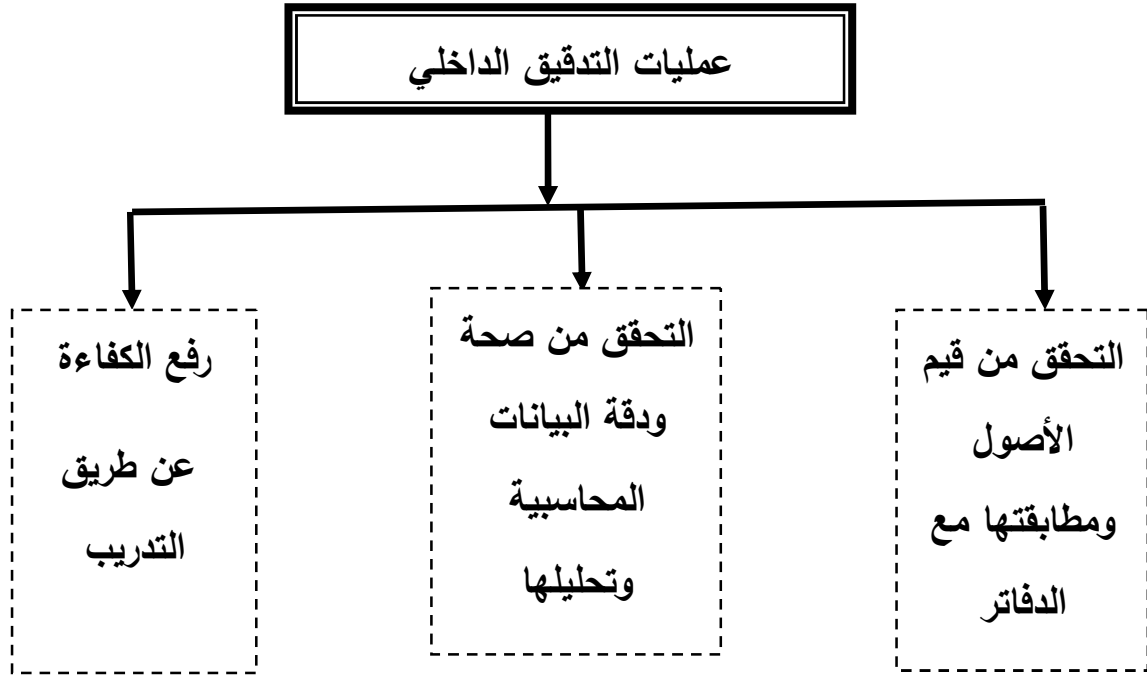 عمليات التدقيق الداخلي
التحقق من قيم
الأصول
ومطابقتها مع
الدفاتر
التحقق من صحة
ودقة البيانات
المحاسبية
وتحليلها
رفع الكفاءة
عن طريق
التدريب